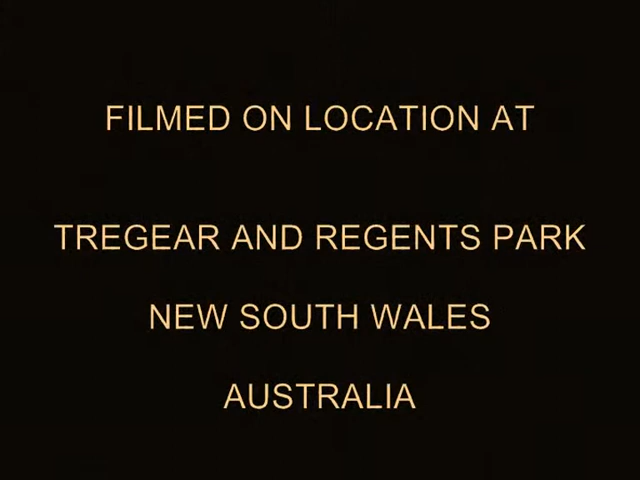 FILMED ON LOCATION AT
TREGEAR AND REGENTS PARK
NEW SOUTH WALES
AUSTRALIA